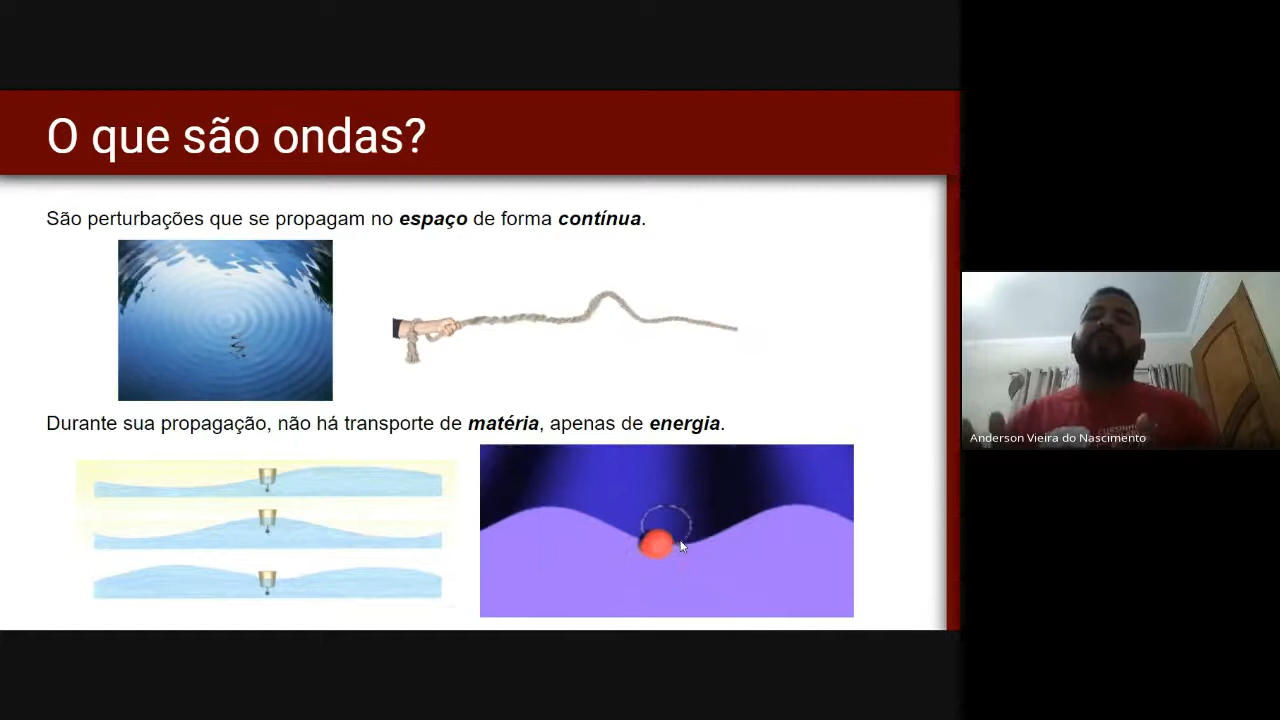 O que são ondas?
São perturbações que se propagam no espaço de forma contínua.
Durante sua propagação, não há transporte de matéria, apenas de energia.
Anderson Vieira do Nascimento